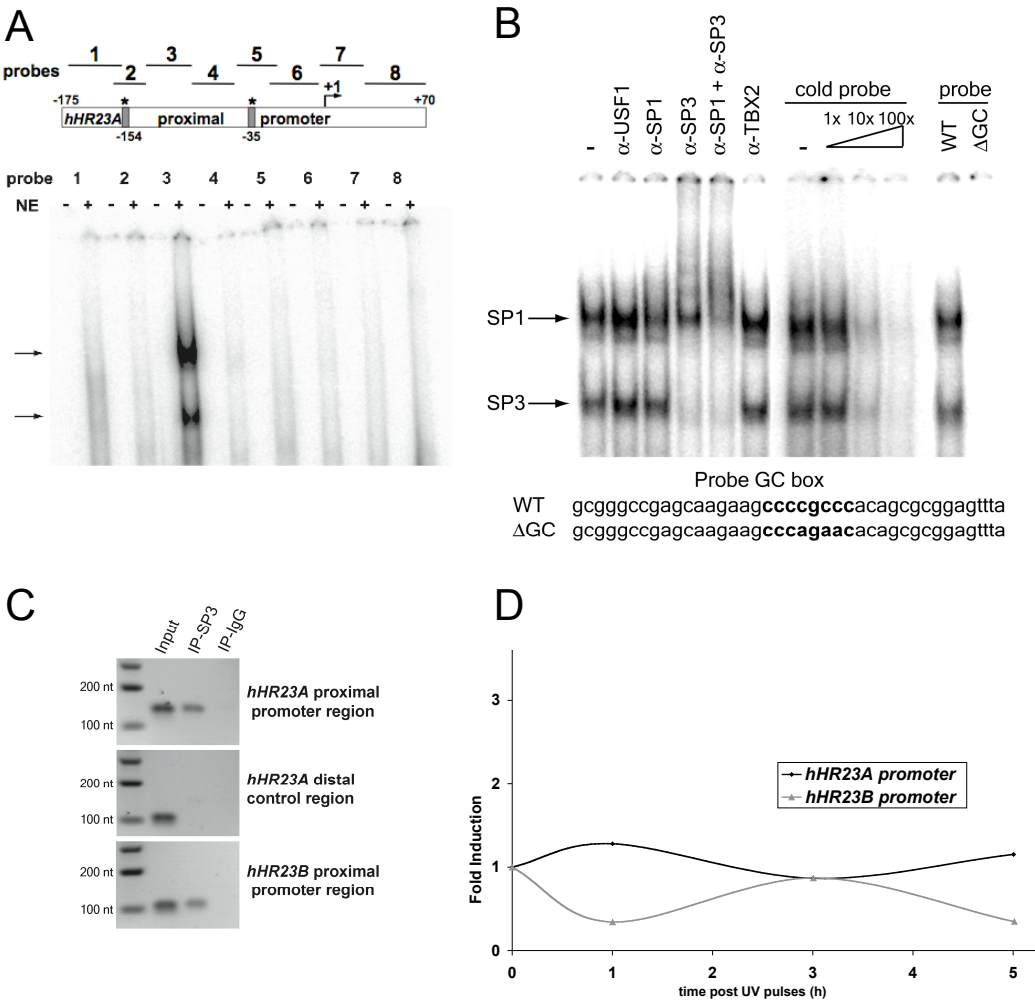 A
1 3 5 7
probes 2 4 6 +1 8
-175 * * +70
hHR23A proximal promoter
-154 -35
probe 1 2 3 4 5 6 7 8
NE - + - + - + - + - + - + - + - +
B
- α-USF1 α-SP1 α-SP3 α-SP1 + α-SP3 α-TBX2
cold probe probe
- 1x 10x 100x WT ΔGC
SP1
SP3
Probe GC box
WT gcgggccgagcaagaagccccgcccacagcgcggagttta
ΔGC gcgggccgagcaagaagcccagaacacagcgcggagttta
C
Input IP-SP3 IP-IgG
200 nt
100 nt
hHR23A proximal
promoter region
200 nt
100 nt
hHR23A distal
control region
200 nt
100 nt
hHR23B proximal
promoter region
D
Fold Induction
3
2
1
0
hHR23A promoter
hHR23B promoter
0 1 2 3 4 5
time post UV pulses (h)